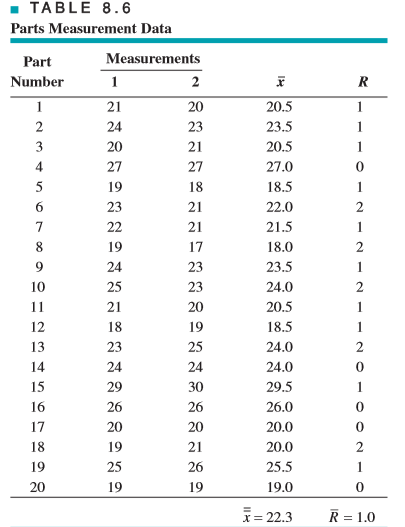 TABLE 8.6
Parts Measurement Data
Part Number Measurements 1 2 x̄ R
1 21 20 20.5 1
2 24 23 23.5 1
3 20 21 20.5 1
4 27 27 27.0 0
5 19 18 18.5 1
6 23 21 22.0 2
7 22 21 21.5 1
8 19 17 18.0 2
9 24 23 23.5 1
10 25 23 24.0 2
11 21 20 20.5 1
12 18 19 18.5 1
13 23 25 24.0 2
14 24 24 24.0 0
15 29 30 29.5 1
16 26 26 26.0 0
17 20 20 20.0 0
18 19 21 20.0 2
19 25 26 25.5 1
20 19 19 19.0 0
x̿ = 22.3 R̄ = 1.0